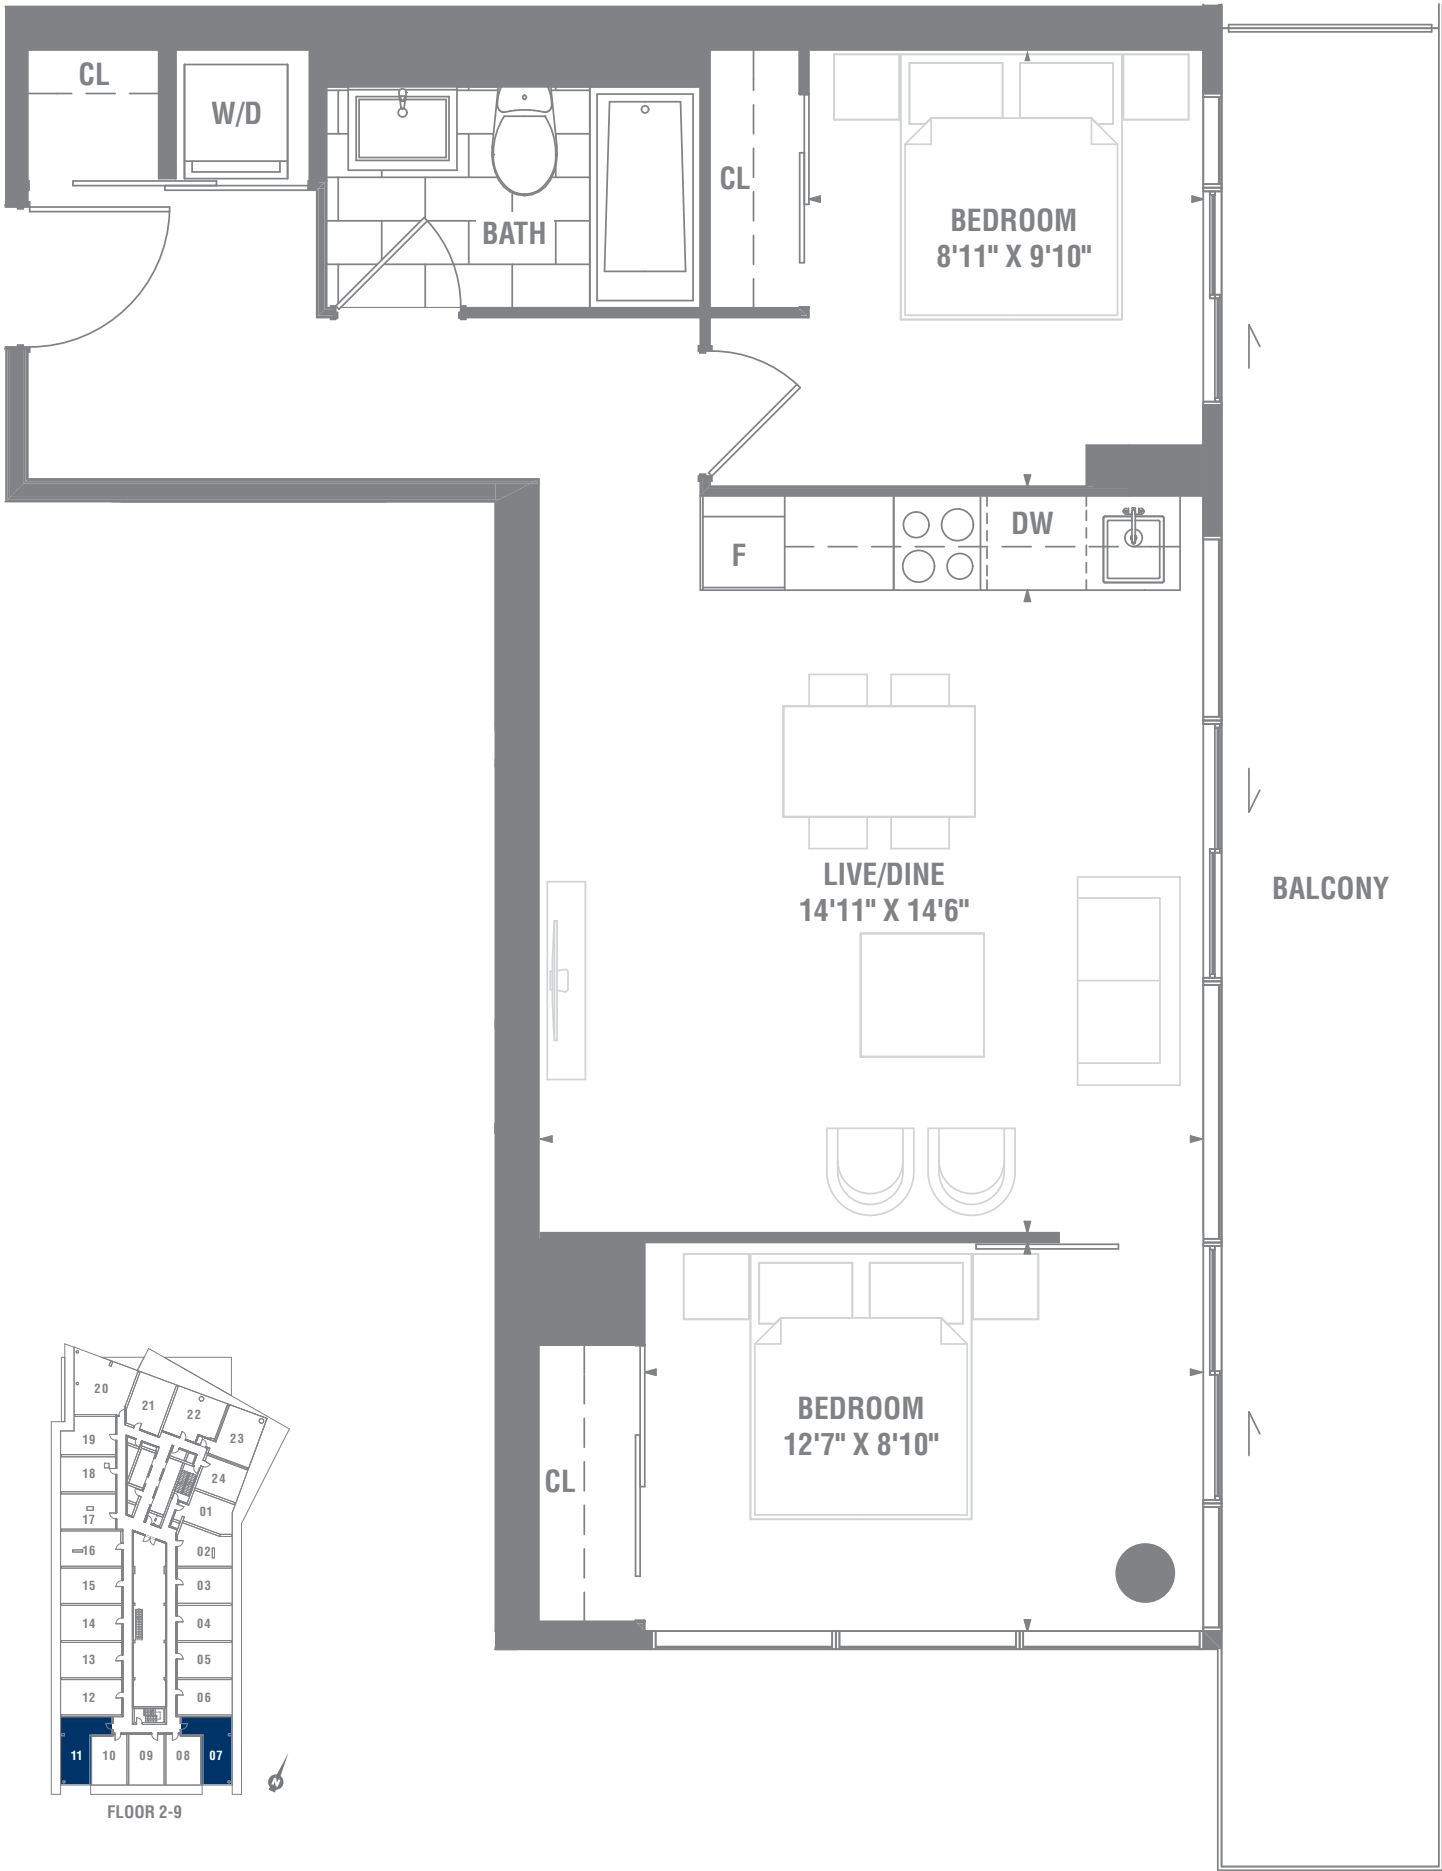 CL
W/D
BATH
CL
BEDROOM
8'11" X 9'10"
F
DW
LIVE/DINE
14'11" X 14'6"
BALCONY
BEDROOM
12'7" X 8'10"
CL
20
21
22
23
19
18
24
17
01
16
02
15
03
14
04
13
05
12
06
11
10
09
08
07
N
FLOOR 2-9